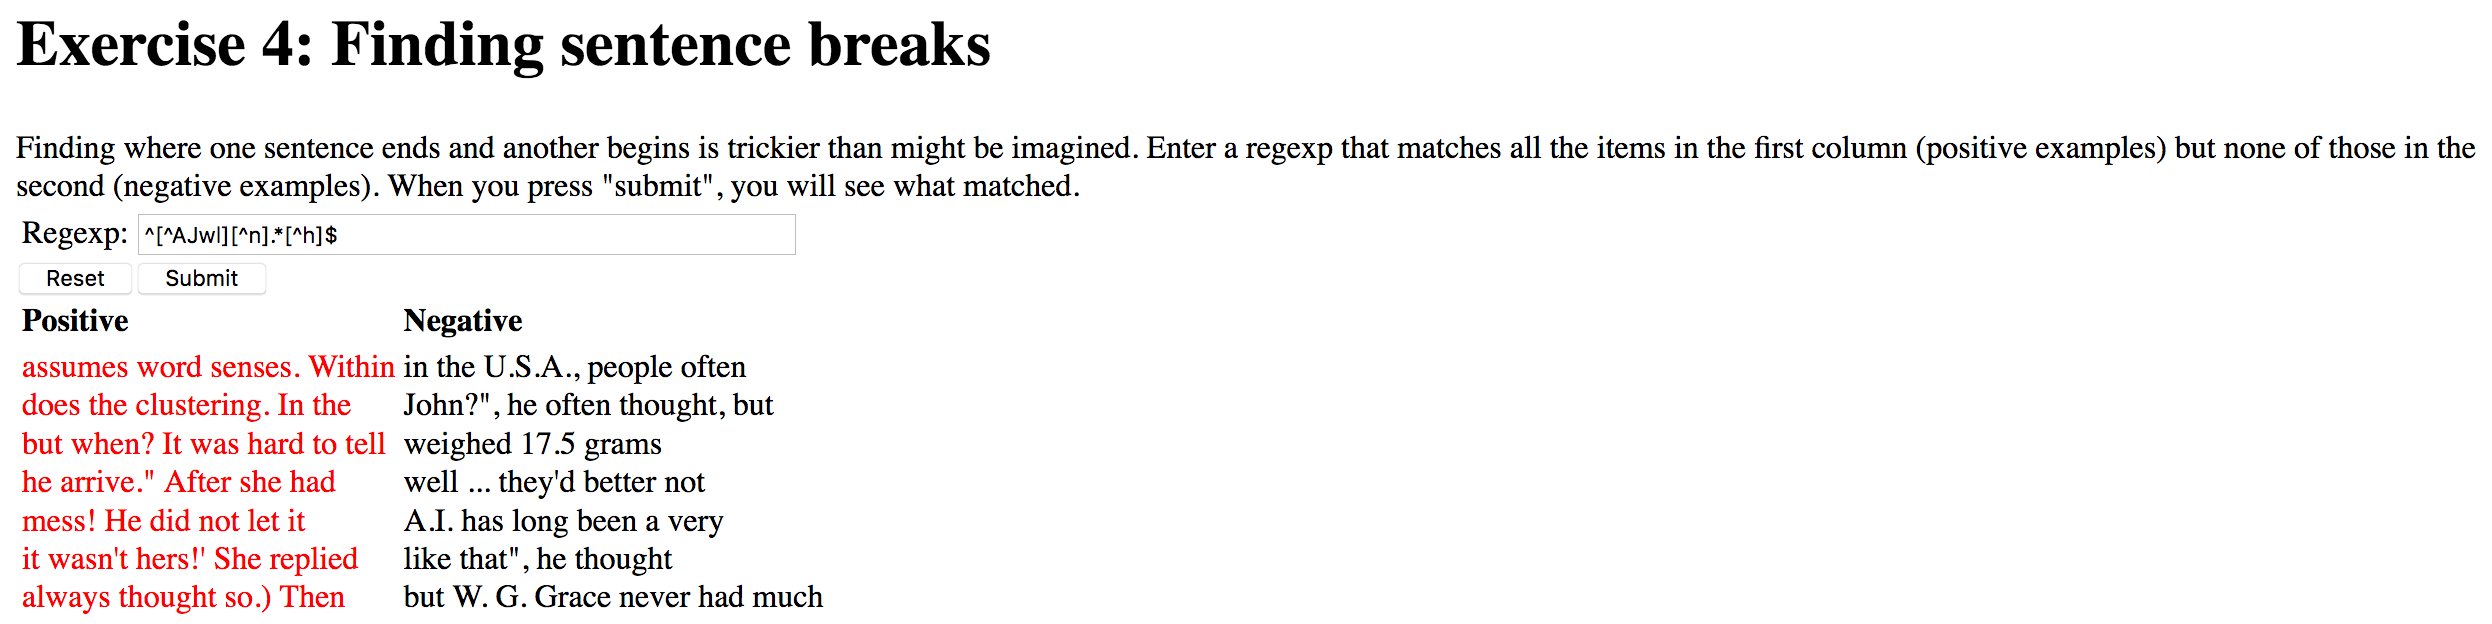 Exercise 4: Finding sentence breaks
Finding where one sentence ends and another begins is trickier than might be imagined. Enter a regexp that matches all the items in the first column (positive examples) but none of those in the
second (negative examples). When you press "submit", you will see what matched.
Regexp: ^[^AJwl][^n].*[^h]$
Reset Submit
Positive Negative
assumes word senses. Within in the U.S.A., people often
does the clustering. In the John?", he often thought, but
but when? It was hard to tell weighed 17.5 grams
he arrive." After she had well ... they'd better not
mess! He did not let it A.I. has long been a very
it wasn't hers!' She replied like that", he thought
always thought so.) Then but W. G. Grace never had much